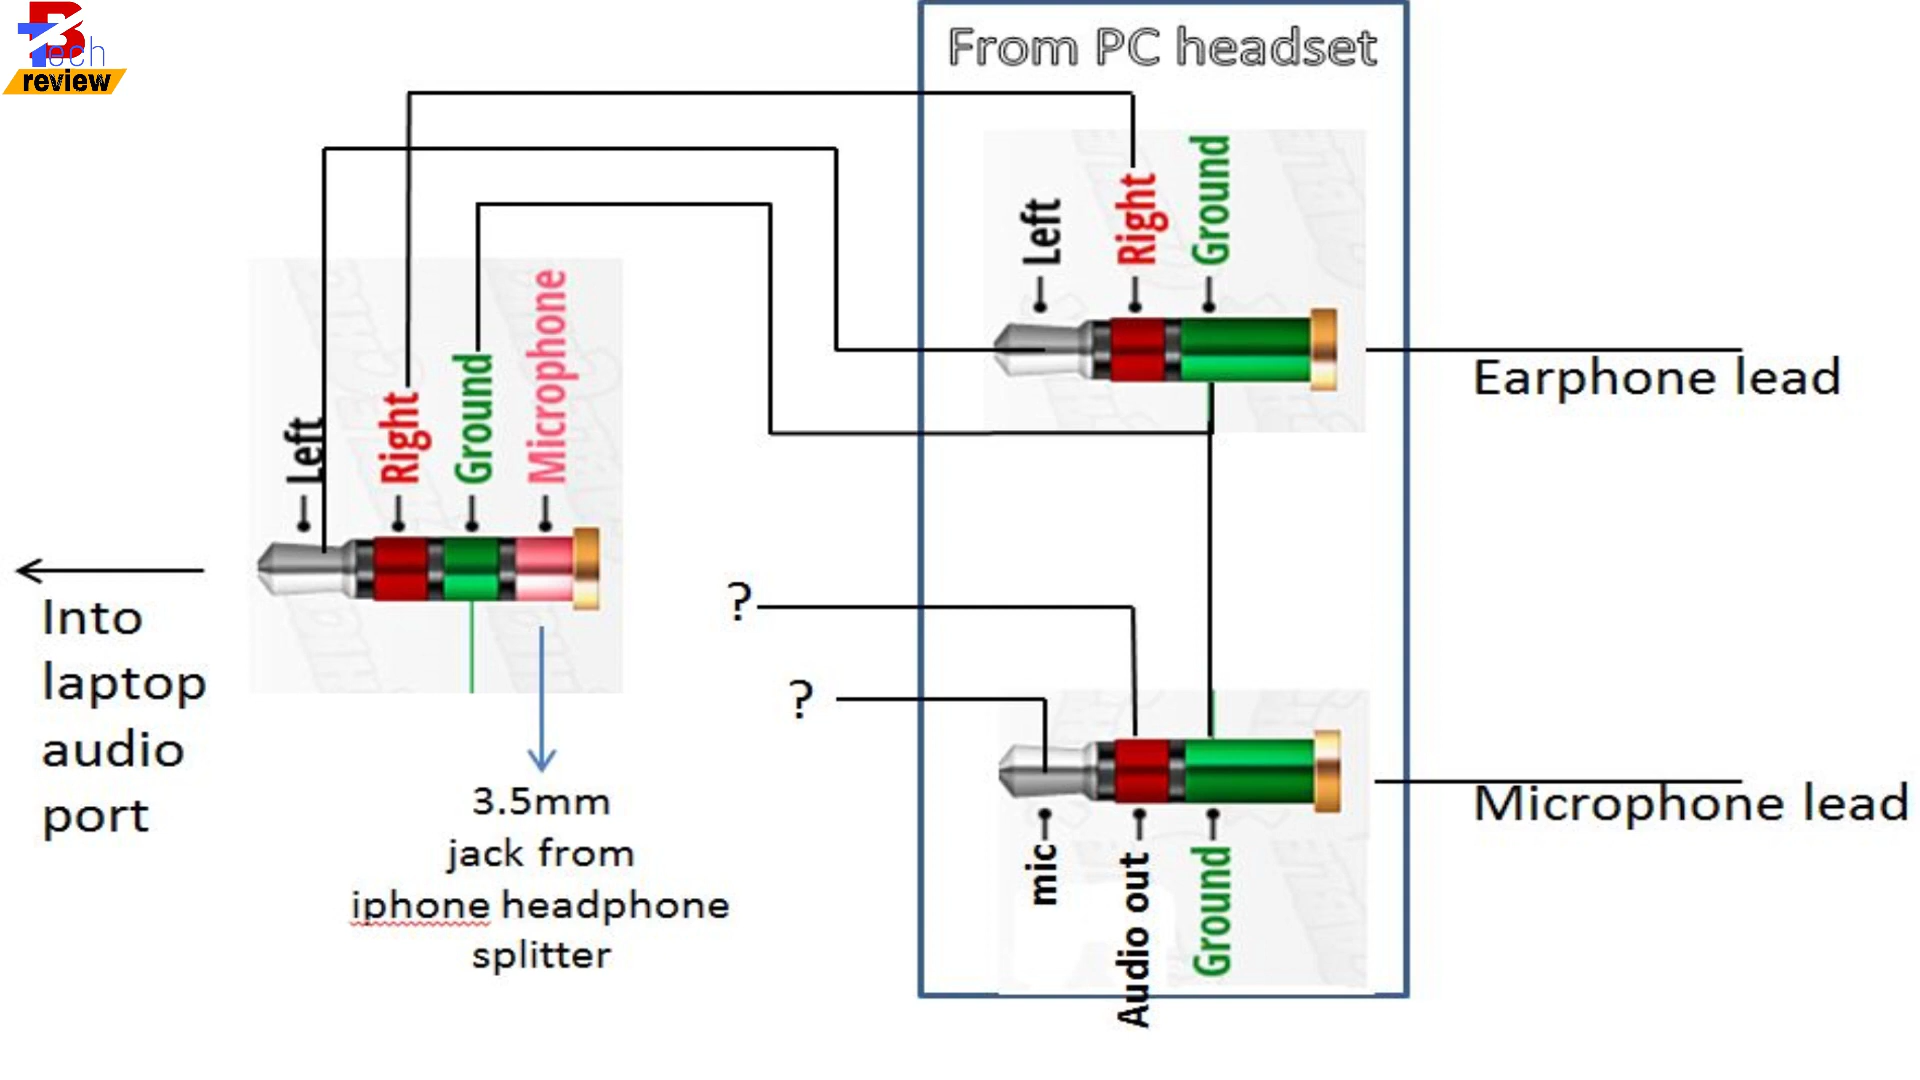 B
Tech
review
From PC headset
Left
Right
Ground
Left
Right
Ground
Microphone
Earphone lead
Into
laptop
audio
port
?
?
3.5mm
jack from
iphone headphone
splitter
mic
Audio out
Ground
Microphone lead